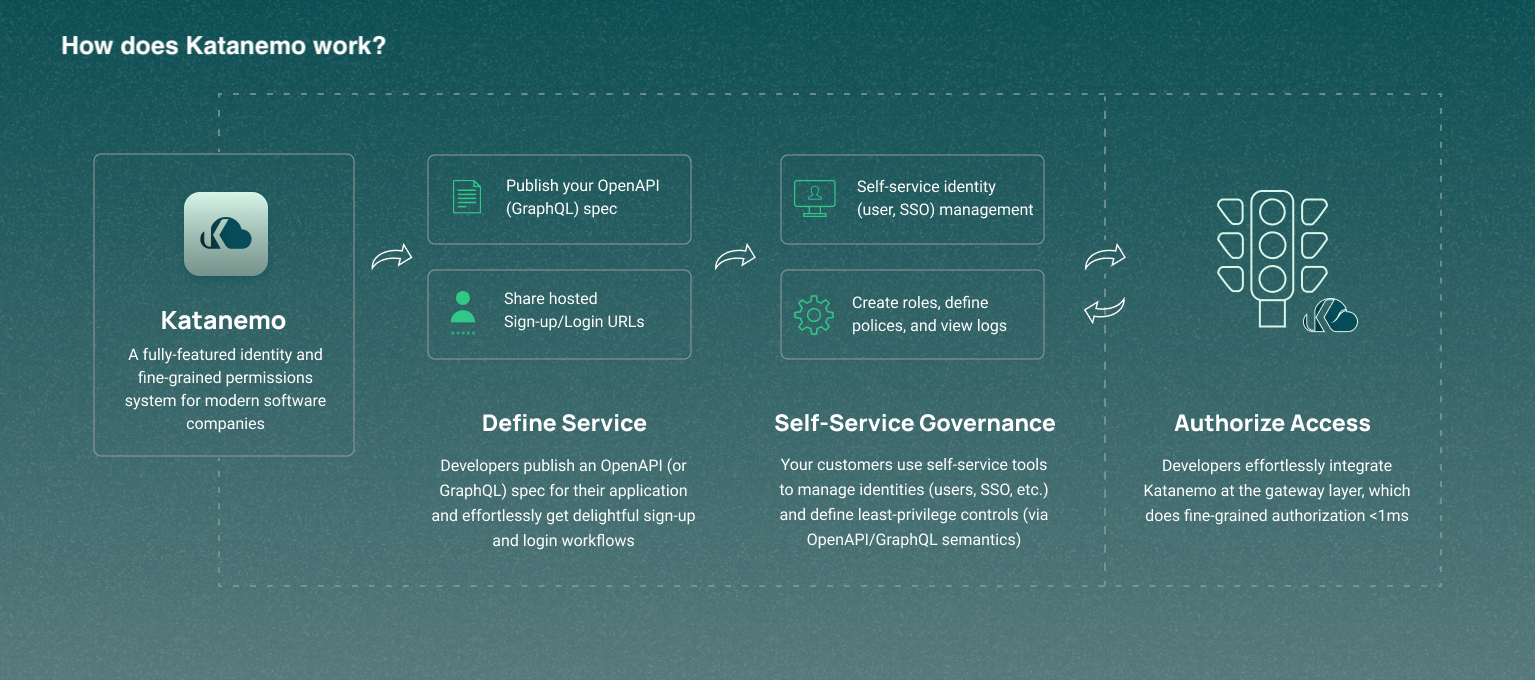 How does Katanemo work?
Katanemo
A fully-featured identity and
fine-grained permissions
system for modern software
companies
Publish your OpenAPI
(GraphQL) spec
Share hosted
Sign-up/Login URLs
Define Service
Developers publish an OpenAPI (or
GraphQL) spec for their application
and effortlessly get delightful sign-up
and login workflows
Self-service identity
(user, SSO) management
Create roles, define
polices, and view logs
Self-Service Governance
Your customers use self-service tools
to manage identities (users, SSO, etc.)
and define least-privilege controls (via
OpenAPI/GraphQL semantics)
Authorize Access
Developers effortlessly integrate
Katanemo at the gateway layer, which
does fine-grained authorization <1ms